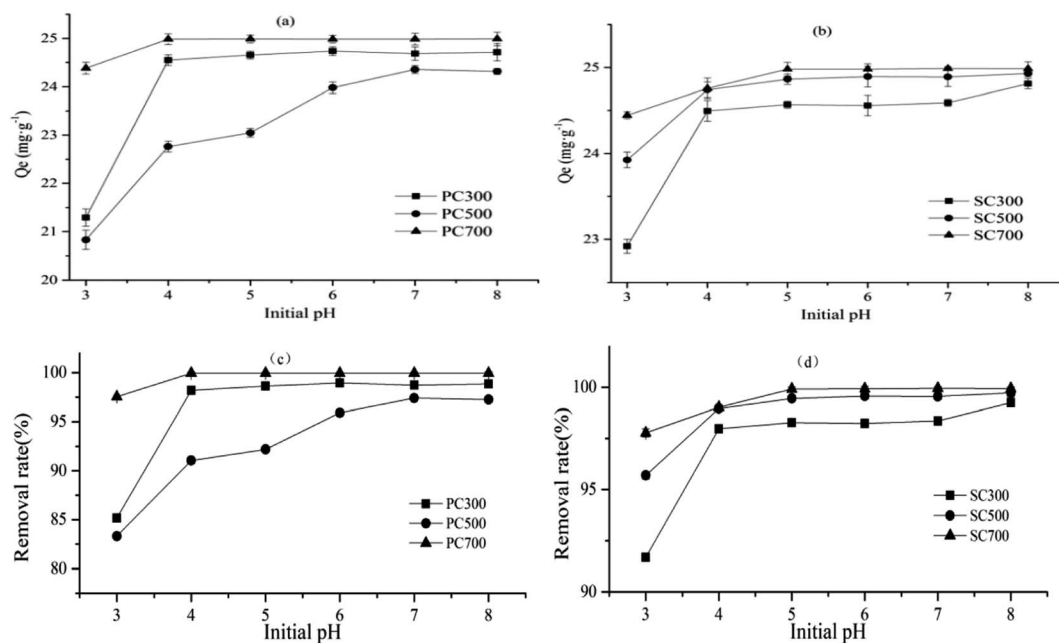 (a)
25
24
23
22
21
20
Qe (mg·g⁻¹)
PC300
PC500
PC700
3 4 5 6 7 8
Initial pH
(b)
25
24
23
Qe (mg·g⁻¹)
SC300
SC500
SC700
3 4 5 6 7 8
Initial pH
(c)
100
95
90
85
80
Removal rate(%)
PC300
PC500
PC700
3 4 5 6 7 8
Initial pH
(d)
100
95
90
Removal rate(%)
SC300
SC500
SC700
3 4 5 6 7 8
Initial pH